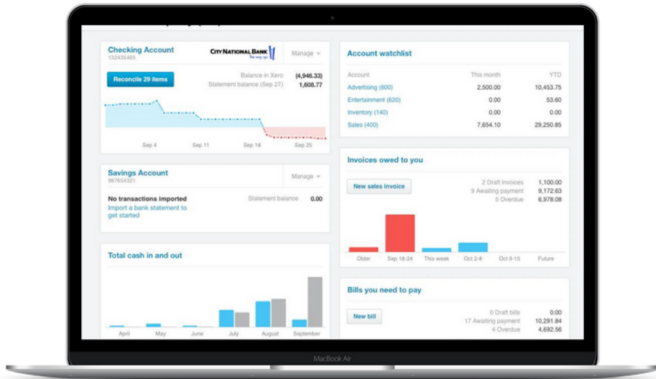 Checking Account
132435465
CITY NATIONAL BANK
The way up.
Manage
Reconcile 29 items
Balance in Xero (4,946.33)
Statement balance (Sep 27) 1,608.77
Sep 4 Sep 11 Sep 18 Sep 25
Savings Account
987654321
Manage
No transactions imported
Import a bank statement to
get started
Statement balance 0.00
Total cash in and out
April May June July August September
Account watchlist
Account This month YTD
Advertising (600) 2,500.00 10,453.75
Entertainment (620) 0.00 53.60
Inventory (140) 0.00 0.00
Sales (400) 7,654.10 29,250.85
Invoices owed to you
New sales invoice
2 Draft invoices 1,100.00
9 Awaiting payment 9,172.63
5 Overdue 6,978.08
Older Sep 18-24 This week Oct 2-8 Oct 9-15 Future
Bills you need to pay
New bill
0 Draft bills 0.00
17 Awaiting payment 10,291.84
4 Overdue 4,692.56
MacBook Air